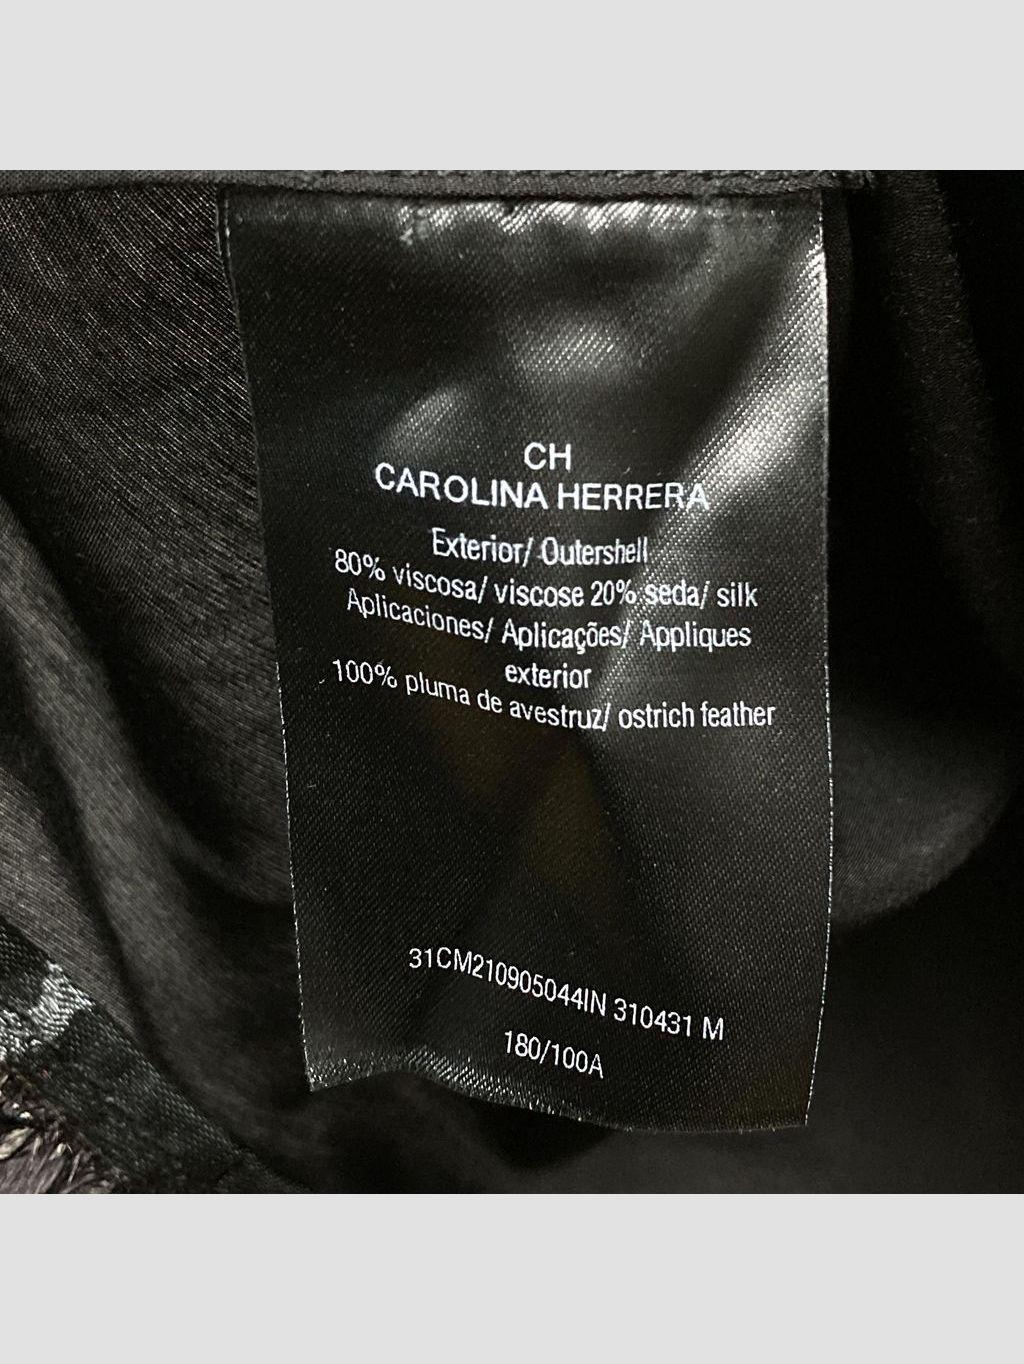 CH
CAROLINA HERRERA
Exterior/ Outershell
80% viscosa/ viscose 20% seda/ silk
Aplicaciones/ Aplicações/ Appliques
exterior
100% pluma de avestruz/ ostrich feather
31CM210905044IN 310431 M
180/100A